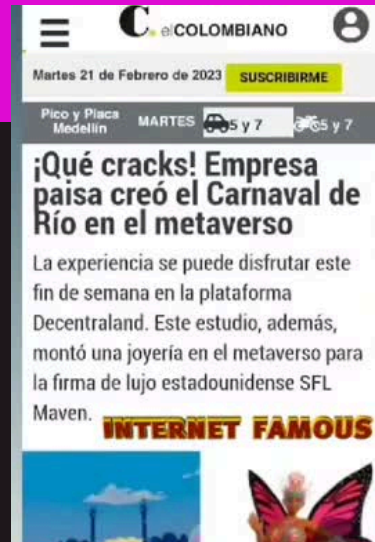 C. elCOLOMBIANO
Martes 21 de Febrero de 2023 SUSCRIBIRME
Pico y Placa
Medellín MARTES 5 y 7 5 y 7
¡Qué cracks! Empresa
paisa creó el Carnaval de
Río en el metaverso
La experiencia se puede disfrutar este
fin de semana en la plataforma
Decentraland. Este estudio, además,
montó una joyería en el metaverso para
la firma de lujo estadounidense SFL
Maven.
INTERNET FAMOUS